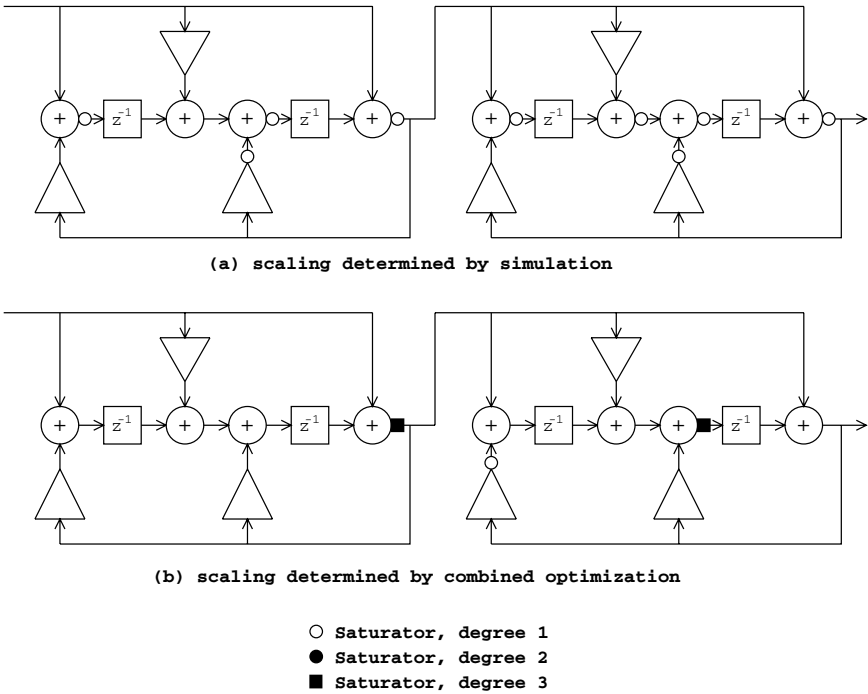 + z⁻¹ + + z⁻¹ + + z⁻¹ + + z⁻¹ +
(a) scaling determined by simulation
+ z⁻¹ + + z⁻¹ + + z⁻¹ + + z⁻¹ +
(b) scaling determined by combined optimization
Saturator, degree 1
Saturator, degree 2
Saturator, degree 3